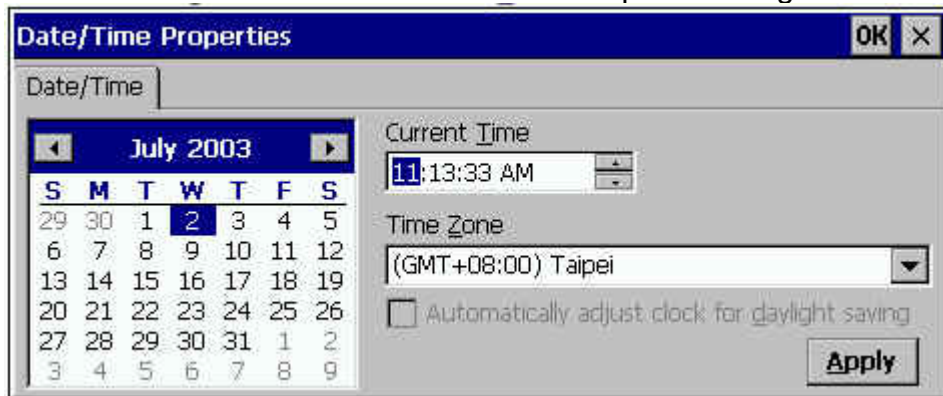 Date/Time Properties OK ×
Date/Time
July 2003
S M T W T F S
29 30 1 2 3 4 5
6 7 8 9 10 11 12
13 14 15 16 17 18 19
20 21 22 23 24 25 26
27 28 29 30 31 1 2
3 4 5 6 7 8 9
Current Time
11:13:33 AM
Time Zone
(GMT+08:00) Taipei
Automatically adjust clock for daylight saving
Apply